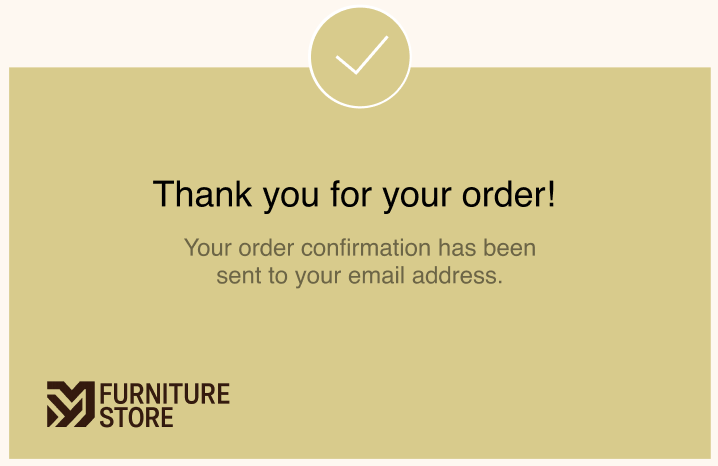 Thank you for your order!
Your order confirmation has been
sent to your email address.
FURNITURE
STORE